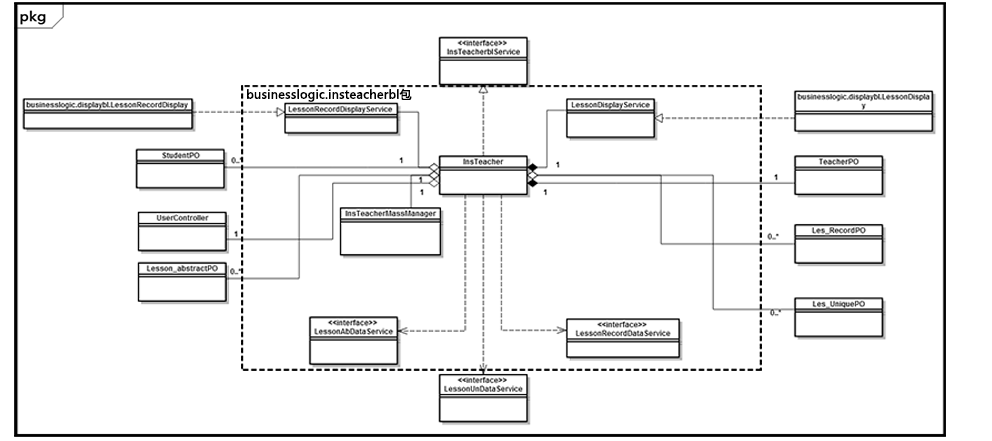 pkg
<<interface>>
InsTeacherblService
businesslogic.insteacherbl包
businesslogic.displaybl.LessonRecordDisplay
LessonRecordDisplayService
LessonDisplayService
businesslogic.displaybl.LessonDispla
y
StudentPO
0..
1
InsTeacher
1
TeacherPO
1
1
1
1
UserController
1
InsTeacherMassManager
Les_RecordPO
0..*
Lesson_abstractPO
0..*
Les_UniquePO
0..*
<<interface>>
LessonAbDataService
<<interface>>
LessonRecordDataService
<<interface>>
LessonUnDataService